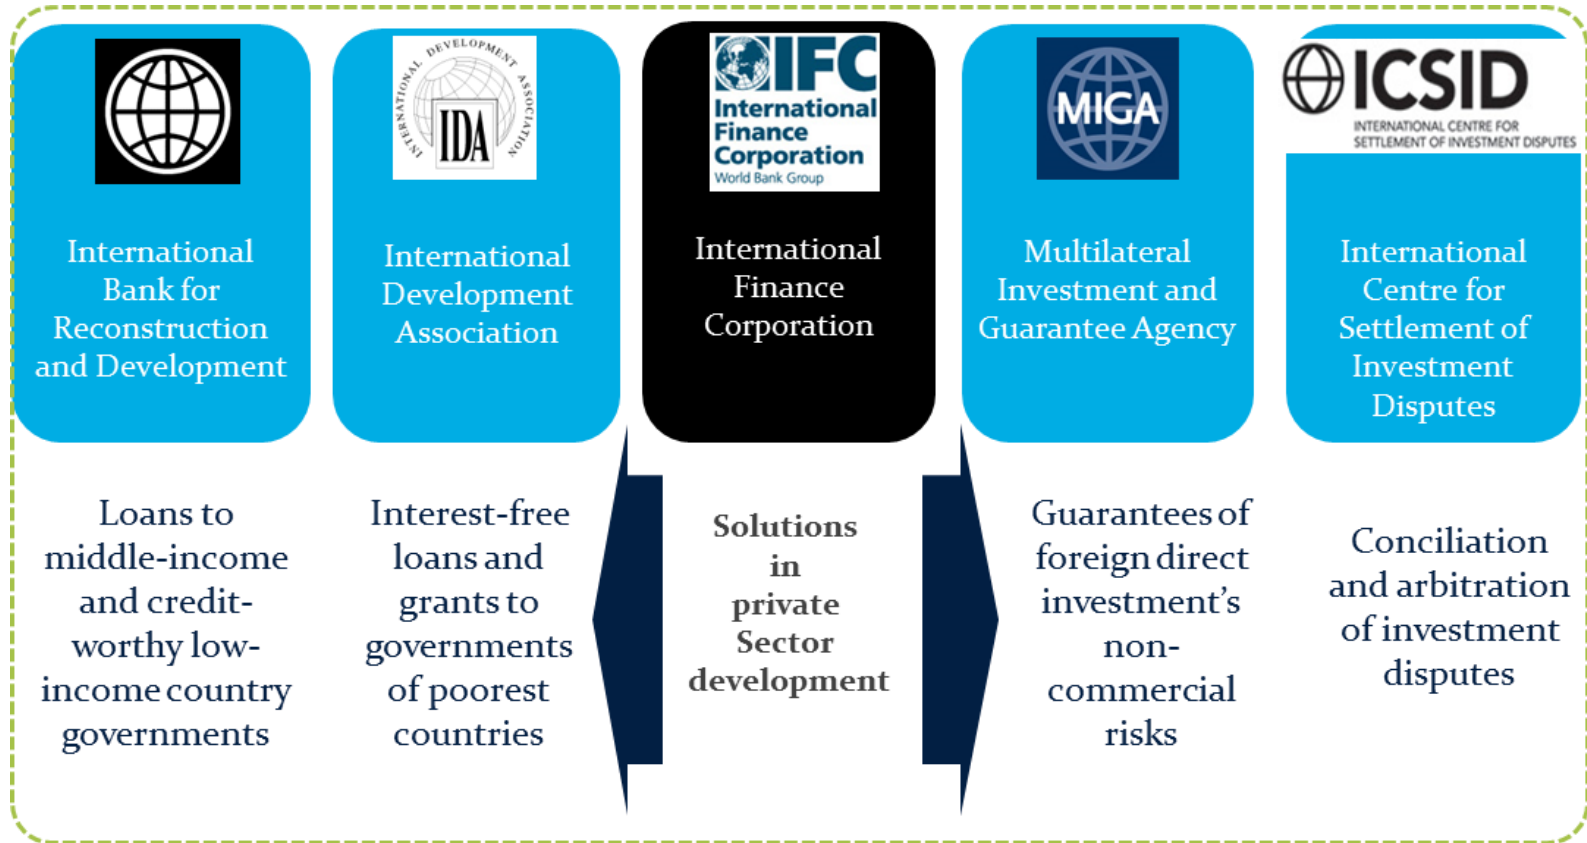 INTERNATIONAL DEVELOPMENT ASSOCIATION
IDA
IFC
International
Finance
Corporation
World Bank Group
MIGA
ICSID
INTERNATIONAL CENTRE FOR
SETTLEMENT OF INVESTMENT DISPUTES
International
Bank for
Reconstruction
and Development
International
Development
Association
International
Finance
Corporation
Multilateral
Investment and
Guarantee Agency
International
Centre for
Settlement of
Investment
Disputes
Loans to
middle-income
and credit-
worthy low-
income country
governments
Interest-free
loans and
grants to
governments
of poorest
countries
Solutions
in
private
Sector
development
Guarantees of
foreign direct
investment’s
non-
commercial
risks
Conciliation
and arbitration
of investment
disputes